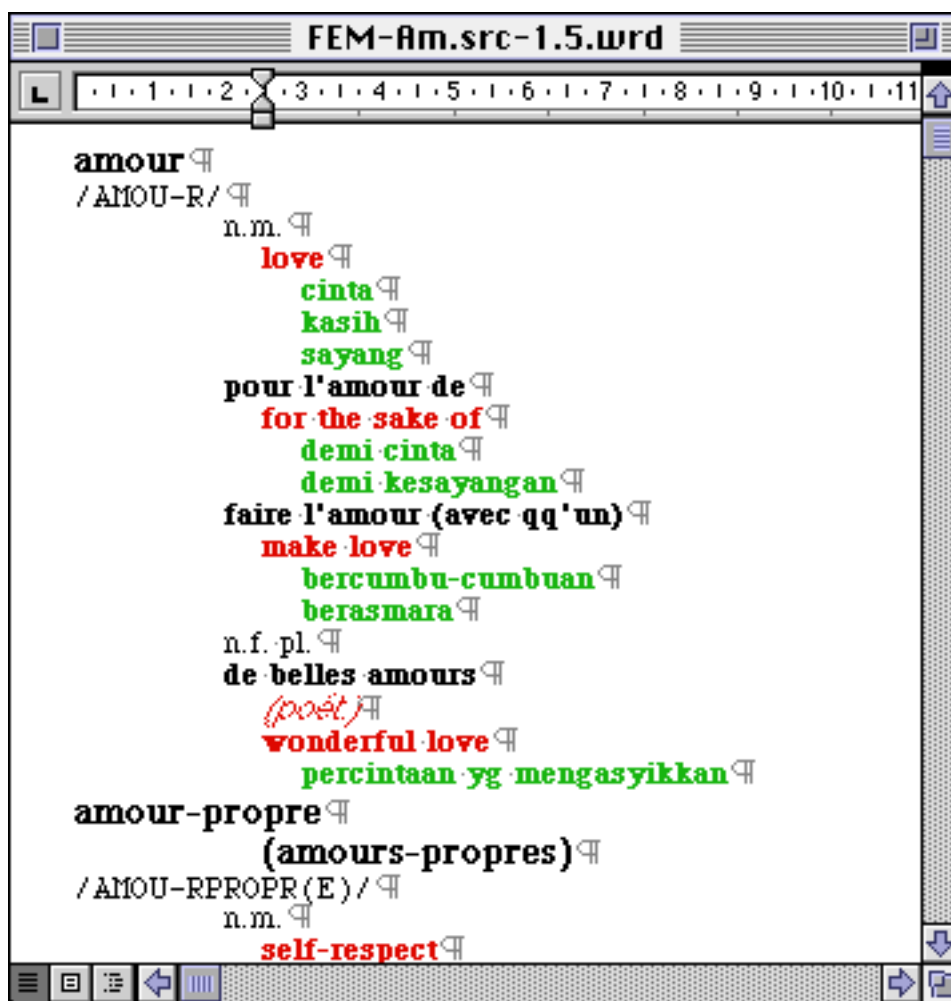 FEM-Am.src-1.5.wrd
1 2 3 4 5 6 7 8 9 10 11
amour¶
/AMOU-R/¶
n.m.¶
love¶
cinta¶
kasih¶
sayang¶
pour·l'amour·de¶
for·the·sake·of¶
demi·cinta¶
demi·kesayangan¶
faire·l'amour·(avec·qq'un)¶
make·love¶
bercumbu-cumbuan¶
berasmara¶
n.f.·pl.¶
de·belles·amours¶
(poét.)¶
wonderful·love¶
percintaan·yg·mengasyikkan¶
amour-propre¶
(amours-propres)¶
/AMOU-RPROPR(E)/¶
n.m.¶
self-respect¶